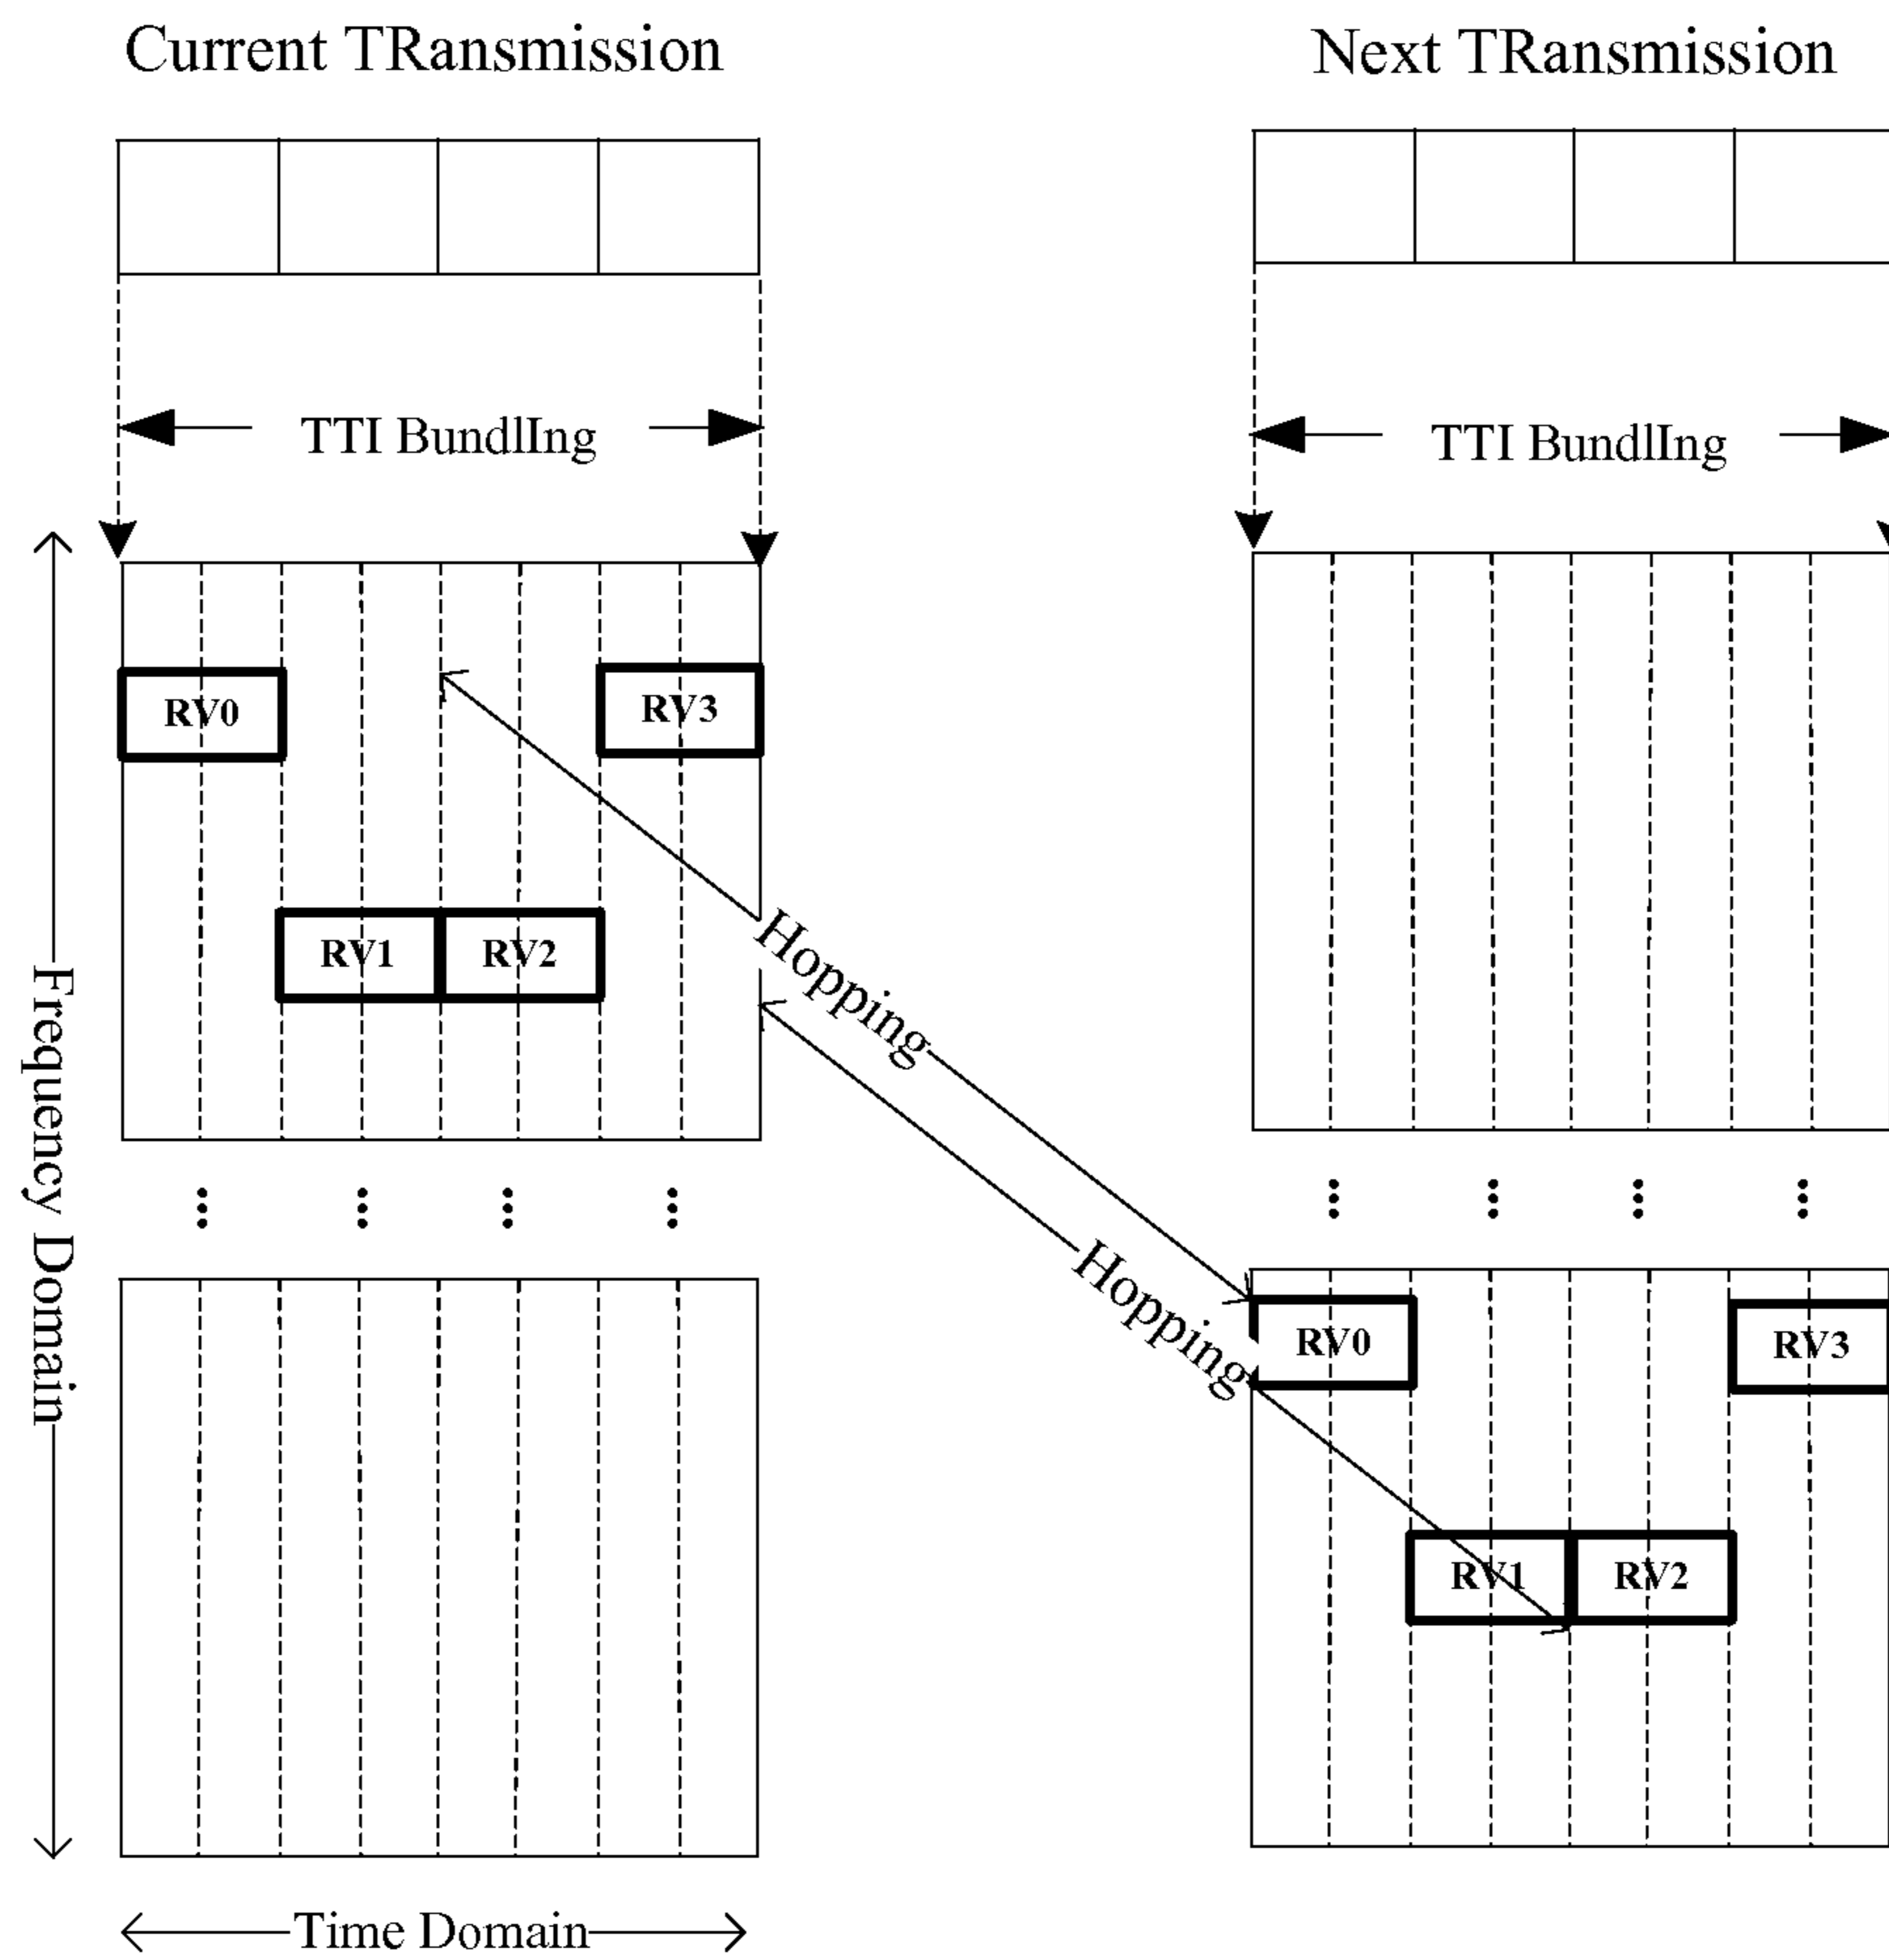 Current TRansmission
Next TRansmission
TTI BundlIng
TTI BundlIng
RV0
RV3
RV1
RV2
Hopping
Hopping
RV0
RV3
RV1
RV2
Frequency Domain
Time Domain